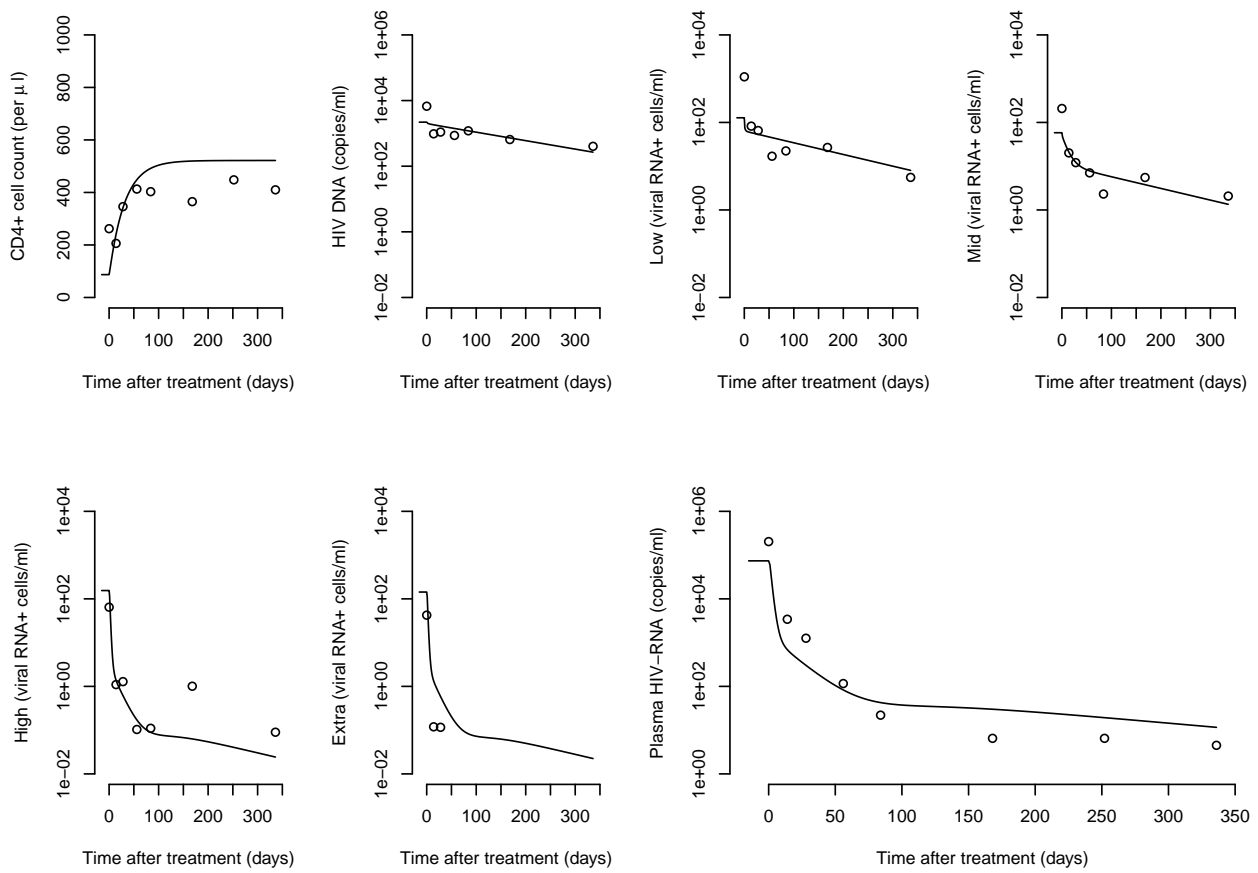 CD4+ cell count (per μl)
0 200 400 600 800 1000
0 100 200 300
Time after treatment (days)
HIV DNA (copies/ml)
1e−02 1e+00 1e+02 1e+04 1e+06
0 100 200 300
Time after treatment (days)
Low (viral RNA+ cells/ml)
1e−02 1e+00 1e+02 1e+04
0 100 200 300
Time after treatment (days)
Mid (viral RNA+ cells/ml)
1e−02 1e+00 1e+02 1e+04
0 100 200 300
Time after treatment (days)
High (viral RNA+ cells/ml)
1e−02 1e+00 1e+02 1e+04
0 100 200 300
Time after treatment (days)
Extra (viral RNA+ cells/ml)
1e−02 1e+00 1e+02 1e+04
0 100 200 300
Time after treatment (days)
Plasma HIV−RNA (copies/ml)
1e+00 1e+02 1e+04 1e+06
0 50 100 150 200 250 300 350
Time after treatment (days)